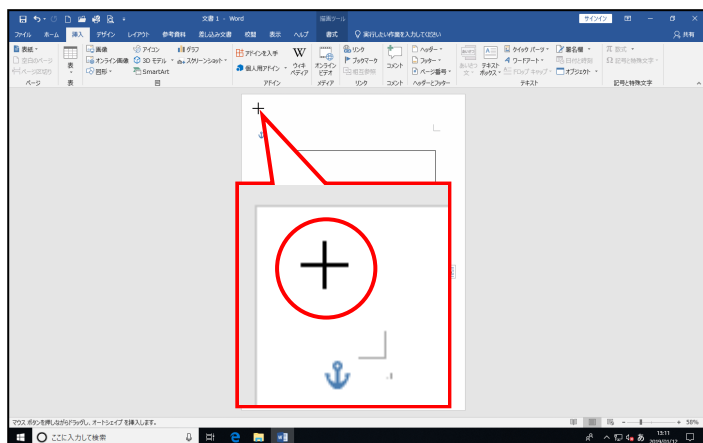 文書 1 - Word
描画ツール
サインイン
ファイル ホーム 挿入 デザイン レイアウト 参考資料 差し込み文書 校閲 表示 ヘルプ 書式 実行したい作業を入力してください 共有
表紙
空白のページ
ページ区切り
ページ
表
表
画像
オンライン画像
図形
アイコン
3D モデル
SmartArt
グラフ
スクリーンショット
図
アドインを入手
個人用アドイン
ウィキペディア
アドイン
オンラインビデオ
メディア
リンク
ブックマーク
相互参照
リンク
コメント
コメント
ヘッダー
フッター
ページ番号
ヘッダーとフッター
あいさつ文
テキストボックス
クイック パーツ
ワードアート
ドロップ キャップ
署名欄
日付と時刻
オブジェクト
テキスト
数式
記号と特殊文字
記号と特殊文字
マウス ボタンを押しながらドラッグし、オートシェイプを挿入します。
58%
ここに入力して検索
あ
13:11
2019/01/12